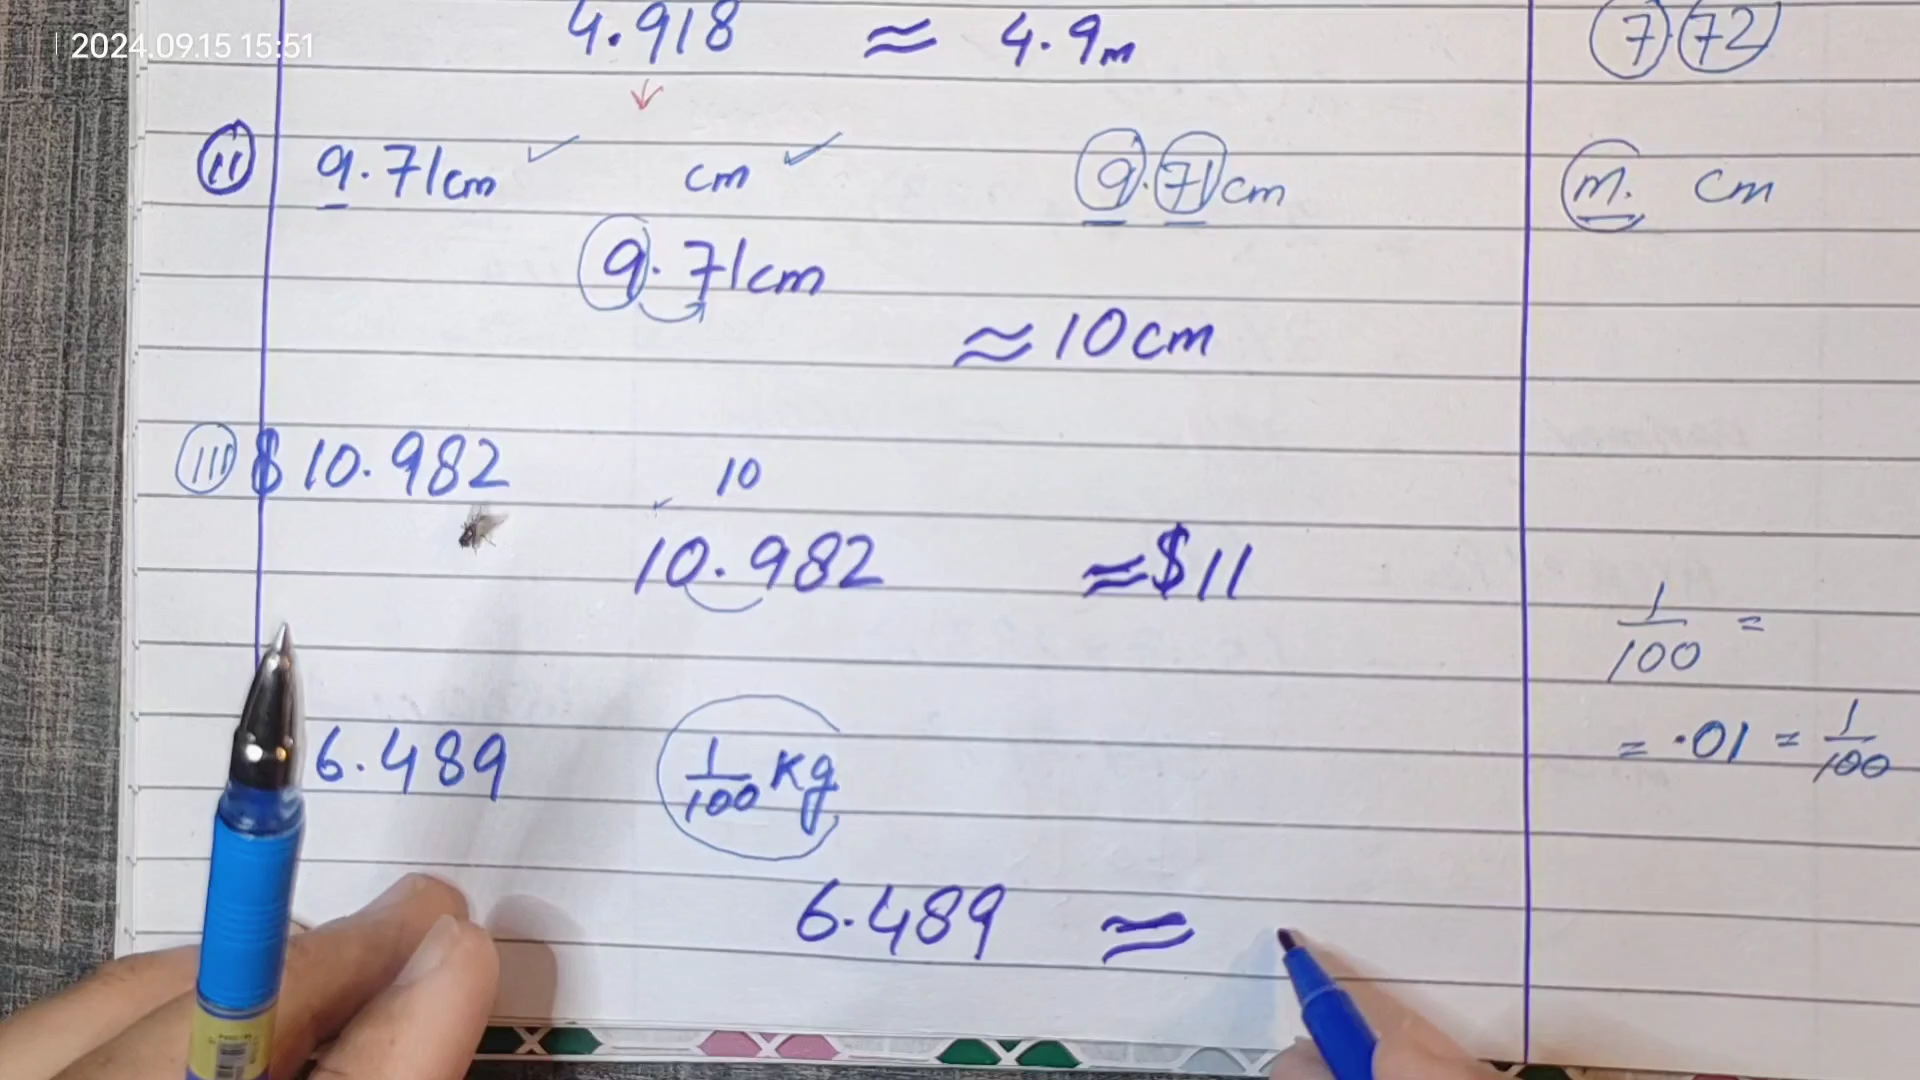 2024.09.15 15:51
4.918 ≈ 4.9m
7.72
(ii) 9.71cm ✓ cm ✓ 9.71cm
m. cm
9.71cm
≈ 10cm
(iii) $ 10.982 10
10.982 ≈ $11
1/100 =
= .01 = 1/100
6.489 1/100 kg
6.489 ≈